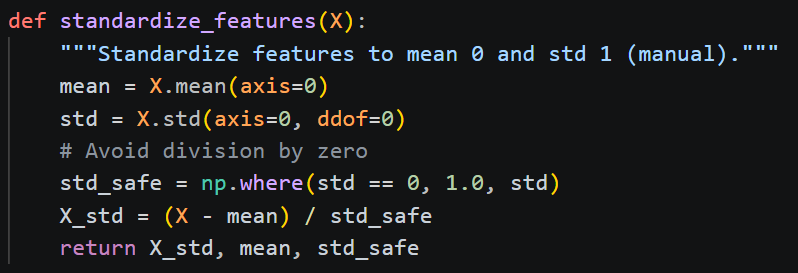 def standardize_features(X):
    """Standardize features to mean 0 and std 1 (manual)."""
    mean = X.mean(axis=0)
    std = X.std(axis=0, ddof=0)
    # Avoid division by zero
    std_safe = np.where(std == 0, 1.0, std)
    X_std = (X - mean) / std_safe
    return X_std, mean, std_safe